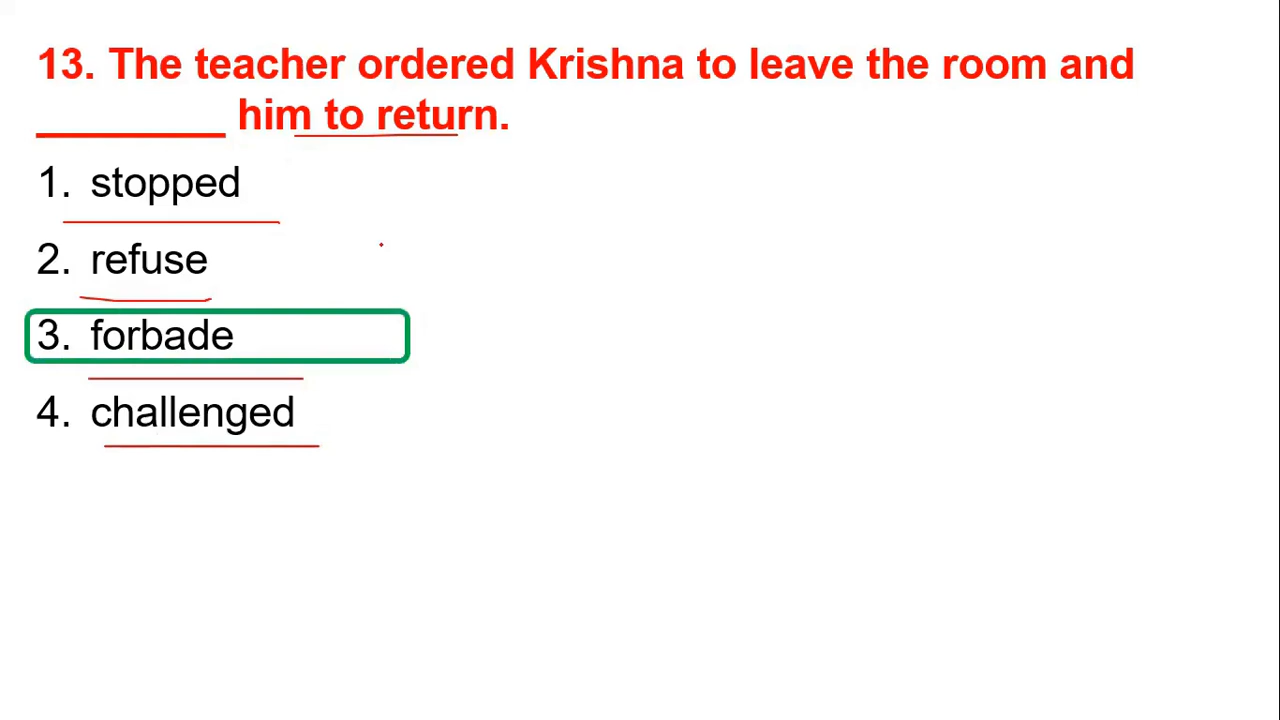 13. The teacher ordered Krishna to leave the room and
_________ him to return.
1. stopped
2. refuse
3. forbade
4. challenged